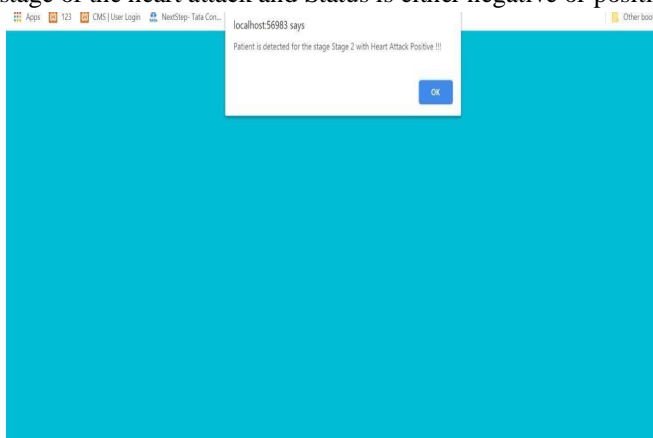 stage of the heart attack and Status is either negative or positi
Apps 123 CMS | User Login NextStep- Tata Con... Other boo
localhost:56983 says
Patient is detected for the stage Stage 2 with Heart Attack Positive !!!
OK